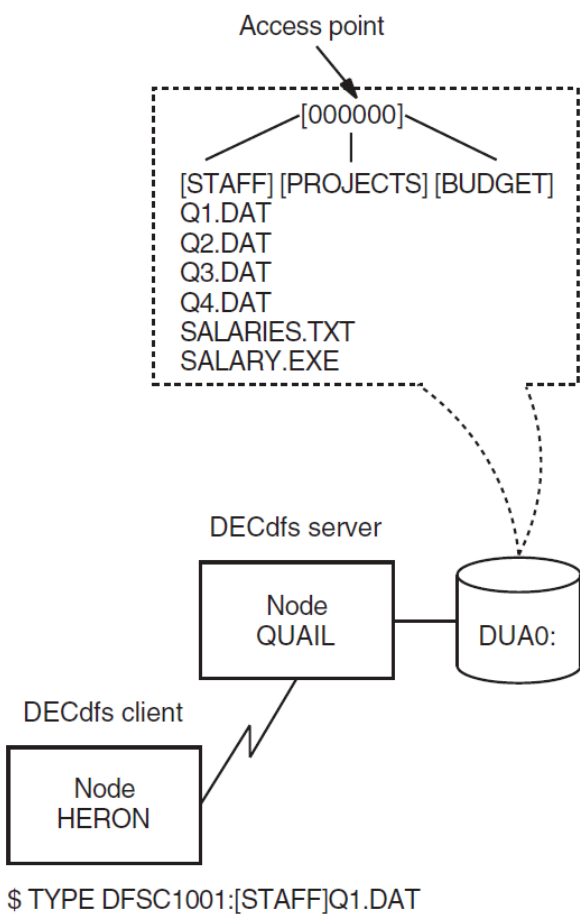 Access point
[000000]
[STAFF] [PROJECTS] [BUDGET]
Q1.DAT
Q2.DAT
Q3.DAT
Q4.DAT
SALARIES.TXT
SALARY.EXE
DECdfs server
Node
QUAIL
DUA0:
DECdfs client
Node
HERON
$ TYPE DFSC1001:[STAFF]Q1.DAT